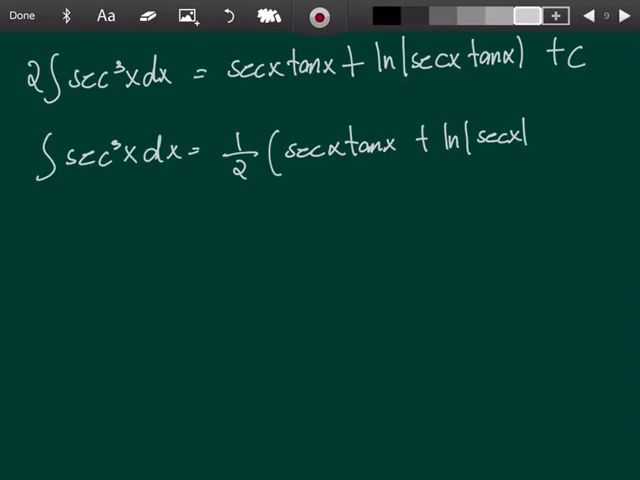 Done Aa 9
2∫sec³x dx = secx tanx + ln|secx tanx| + C
∫sec³x dx = 1/2 (secx tanx + ln|secx|